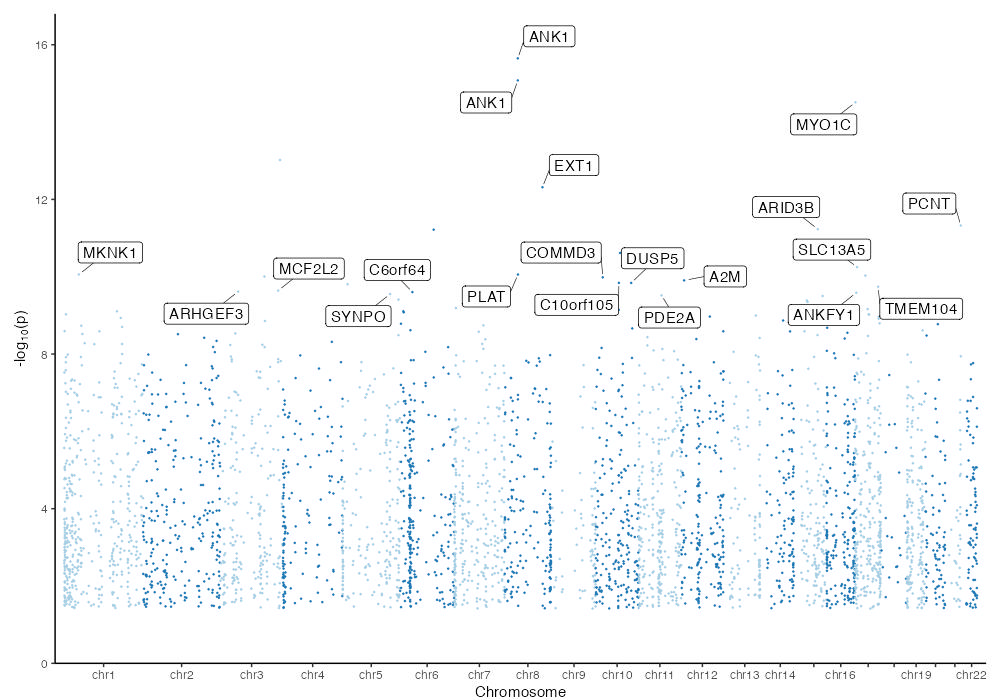 ANK1
16
ANK1
MYO1C
EXT1
12
ARID3B
PCNT
MKNK1
COMMD3
SLC13A5
DUSP5
MCF2L2
C6orf64
A2M
PLAT
C10orf105
ARHGEF3
SYNPO
PDE2A
ANKFY1
TMEM104
-log10(p)
8
4
0
chr1 chr2 chr3 chr4 chr5 chr6 chr7 chr8 chr9 chr10 chr11 chr12 chr13 chr14 chr16 chr19 chr22
Chromosome